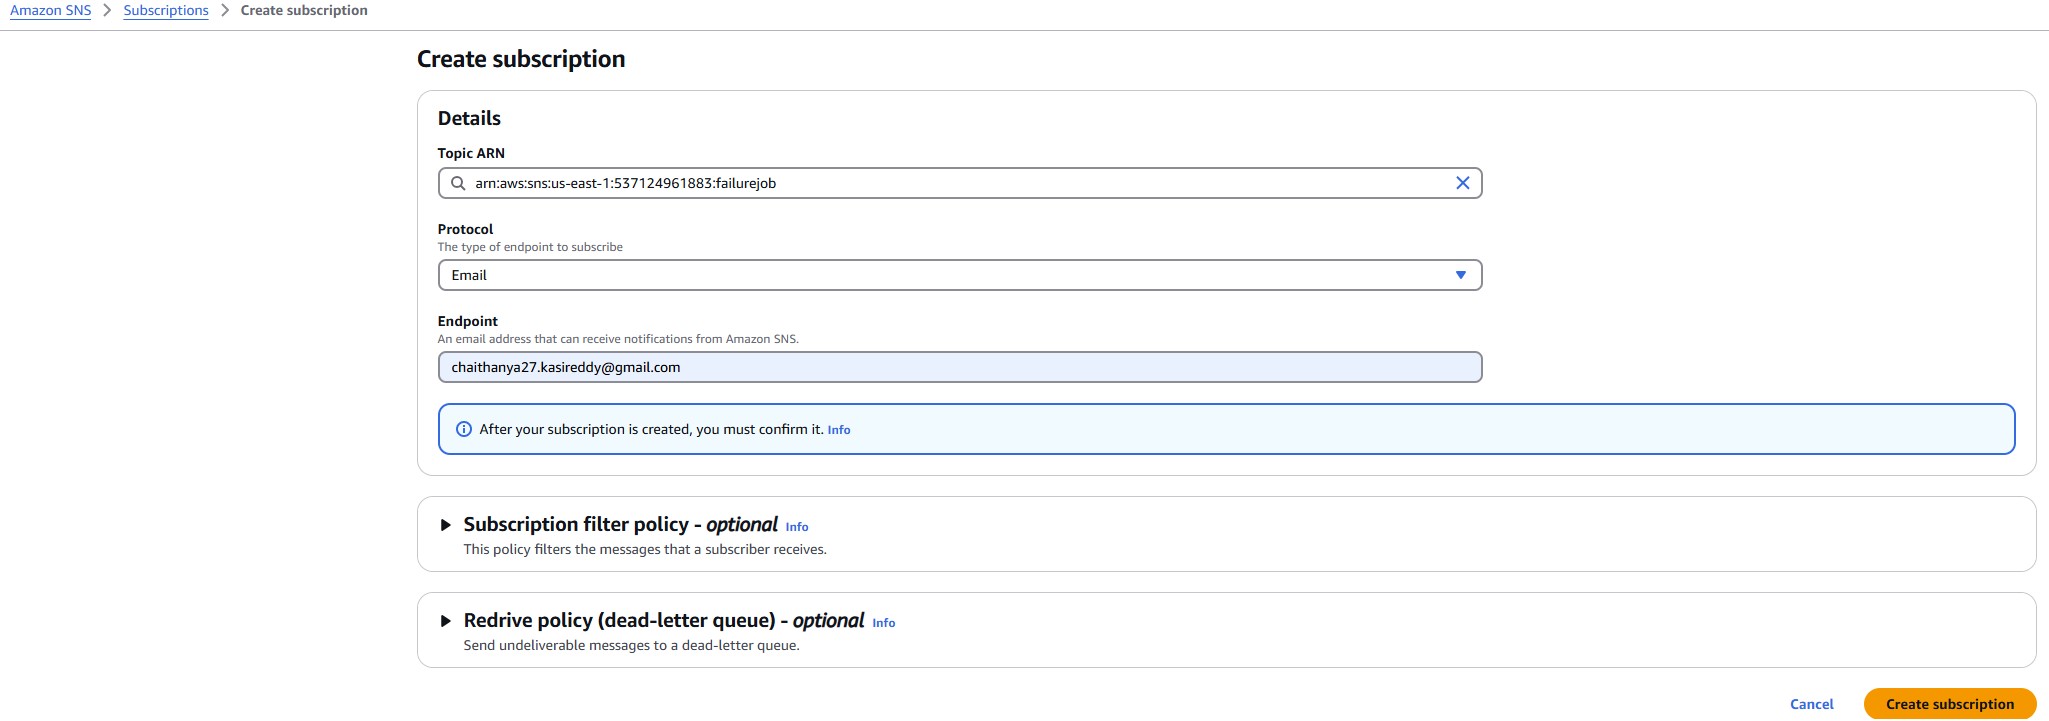 Amazon SNS > Subscriptions > Create subscription
Create subscription
Details
Topic ARN
arn:aws:sns:us-east-1:537124961883:failurejob
Protocol
The type of endpoint to subscribe
Email
Endpoint
An email address that can receive notifications from Amazon SNS.
chaithanya27.kasireddy@gmail.com
After your subscription is created, you must confirm it. Info
Subscription filter policy - optional Info
This policy filters the messages that a subscriber receives.
Redrive policy (dead-letter queue) - optional Info
Send undeliverable messages to a dead-letter queue.
Cancel Create subscription